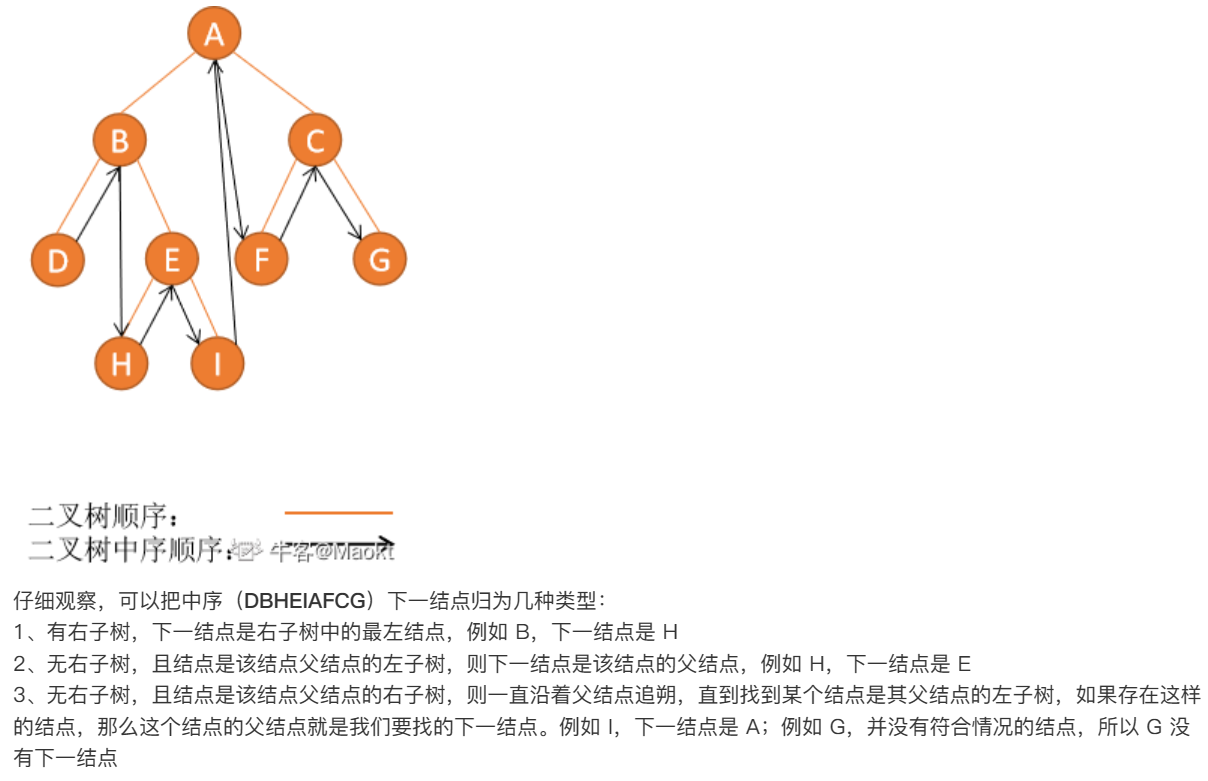 A
B
C
D
E
F
G
H
I
二叉树顺序:
二叉树中序顺序: 牛客@Maokt
仔细观察，可以把中序（DBHEIAFCG）下一结点归为几种类型：
1、有右子树，下一结点是右子树中的最左结点，例如 B，下一结点是 H
2、无右子树，且结点是该结点父结点的左子树，则下一结点是该结点的父结点，例如 H，下一结点是 E
3、无右子树，且结点是该结点父结点的右子树，则一直沿着父结点追朔，直到找到某个结点是其父结点的左子树，如果存在这样
的结点，那么这个结点的父结点就是我们要找的下一结点。例如 I，下一结点是 A；例如 G，并没有符合情况的结点，所以 G 没
有下一结点